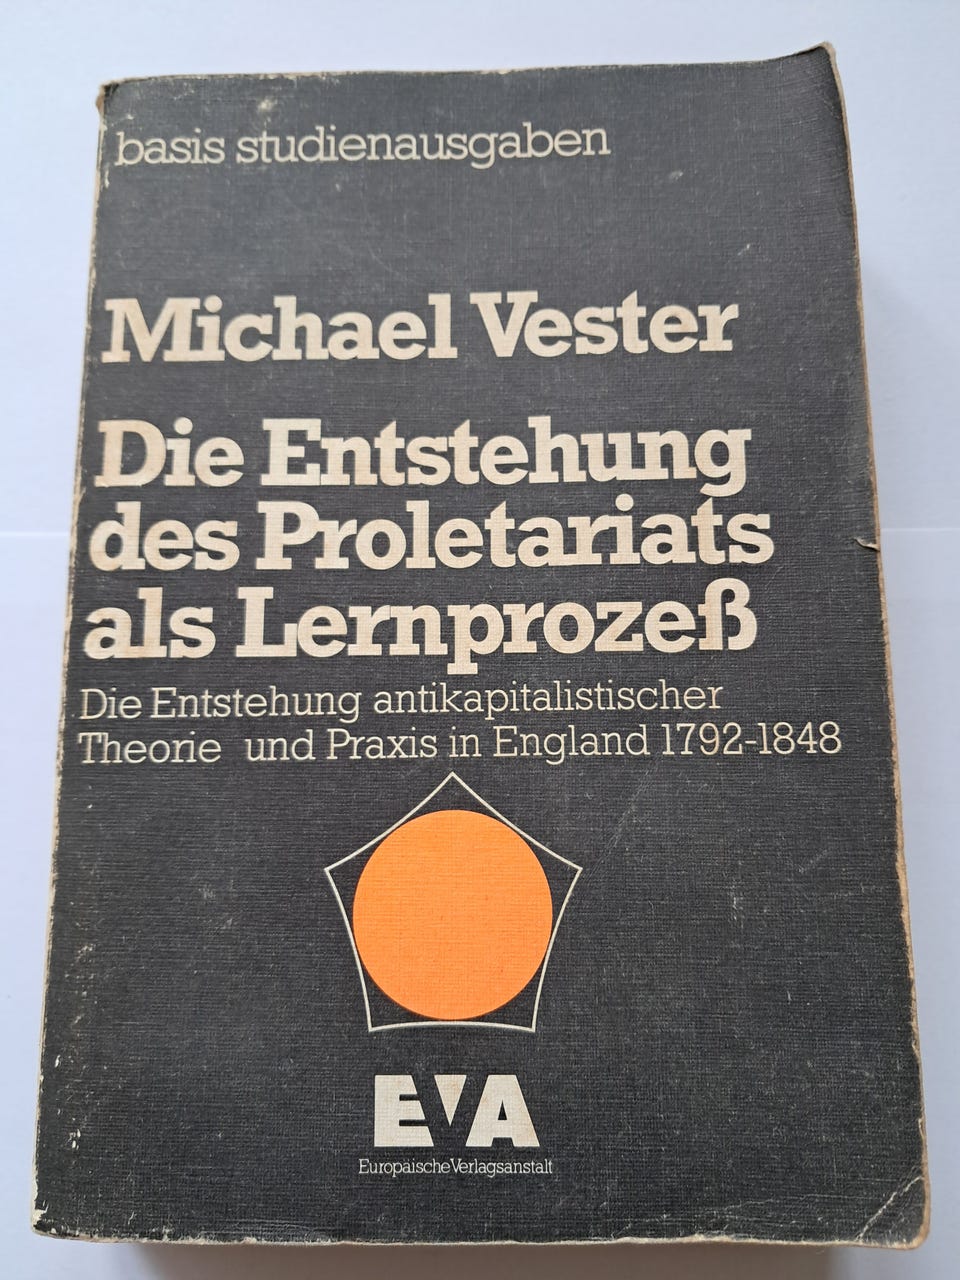 basis studienausgaben
Michael Vester
Die Entstehung
des Proletariats
als Lernprozeß
Die Entstehung antikapitalistischer
Theorie und Praxis in England 1792-1848
EVA
Europäische Verlagsanstalt